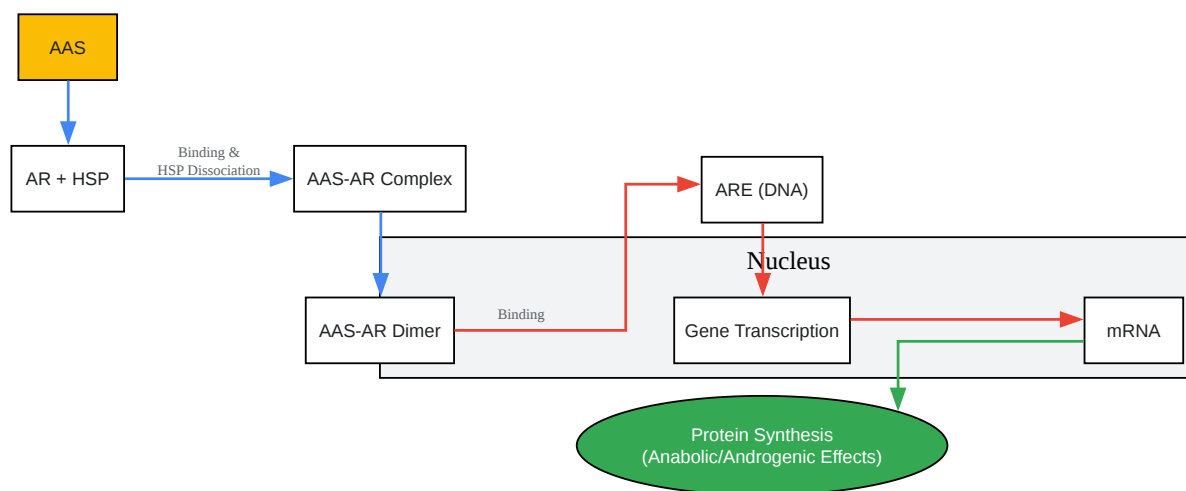 AAS
AR + HSP
Binding &
HSP Dissociation
AAS-AR Complex
ARE (DNA)
Nucleus
AAS-AR Dimer
Binding
Gene Transcription
mRNA
Protein Synthesis
(Anabolic/Androgenic Effects)